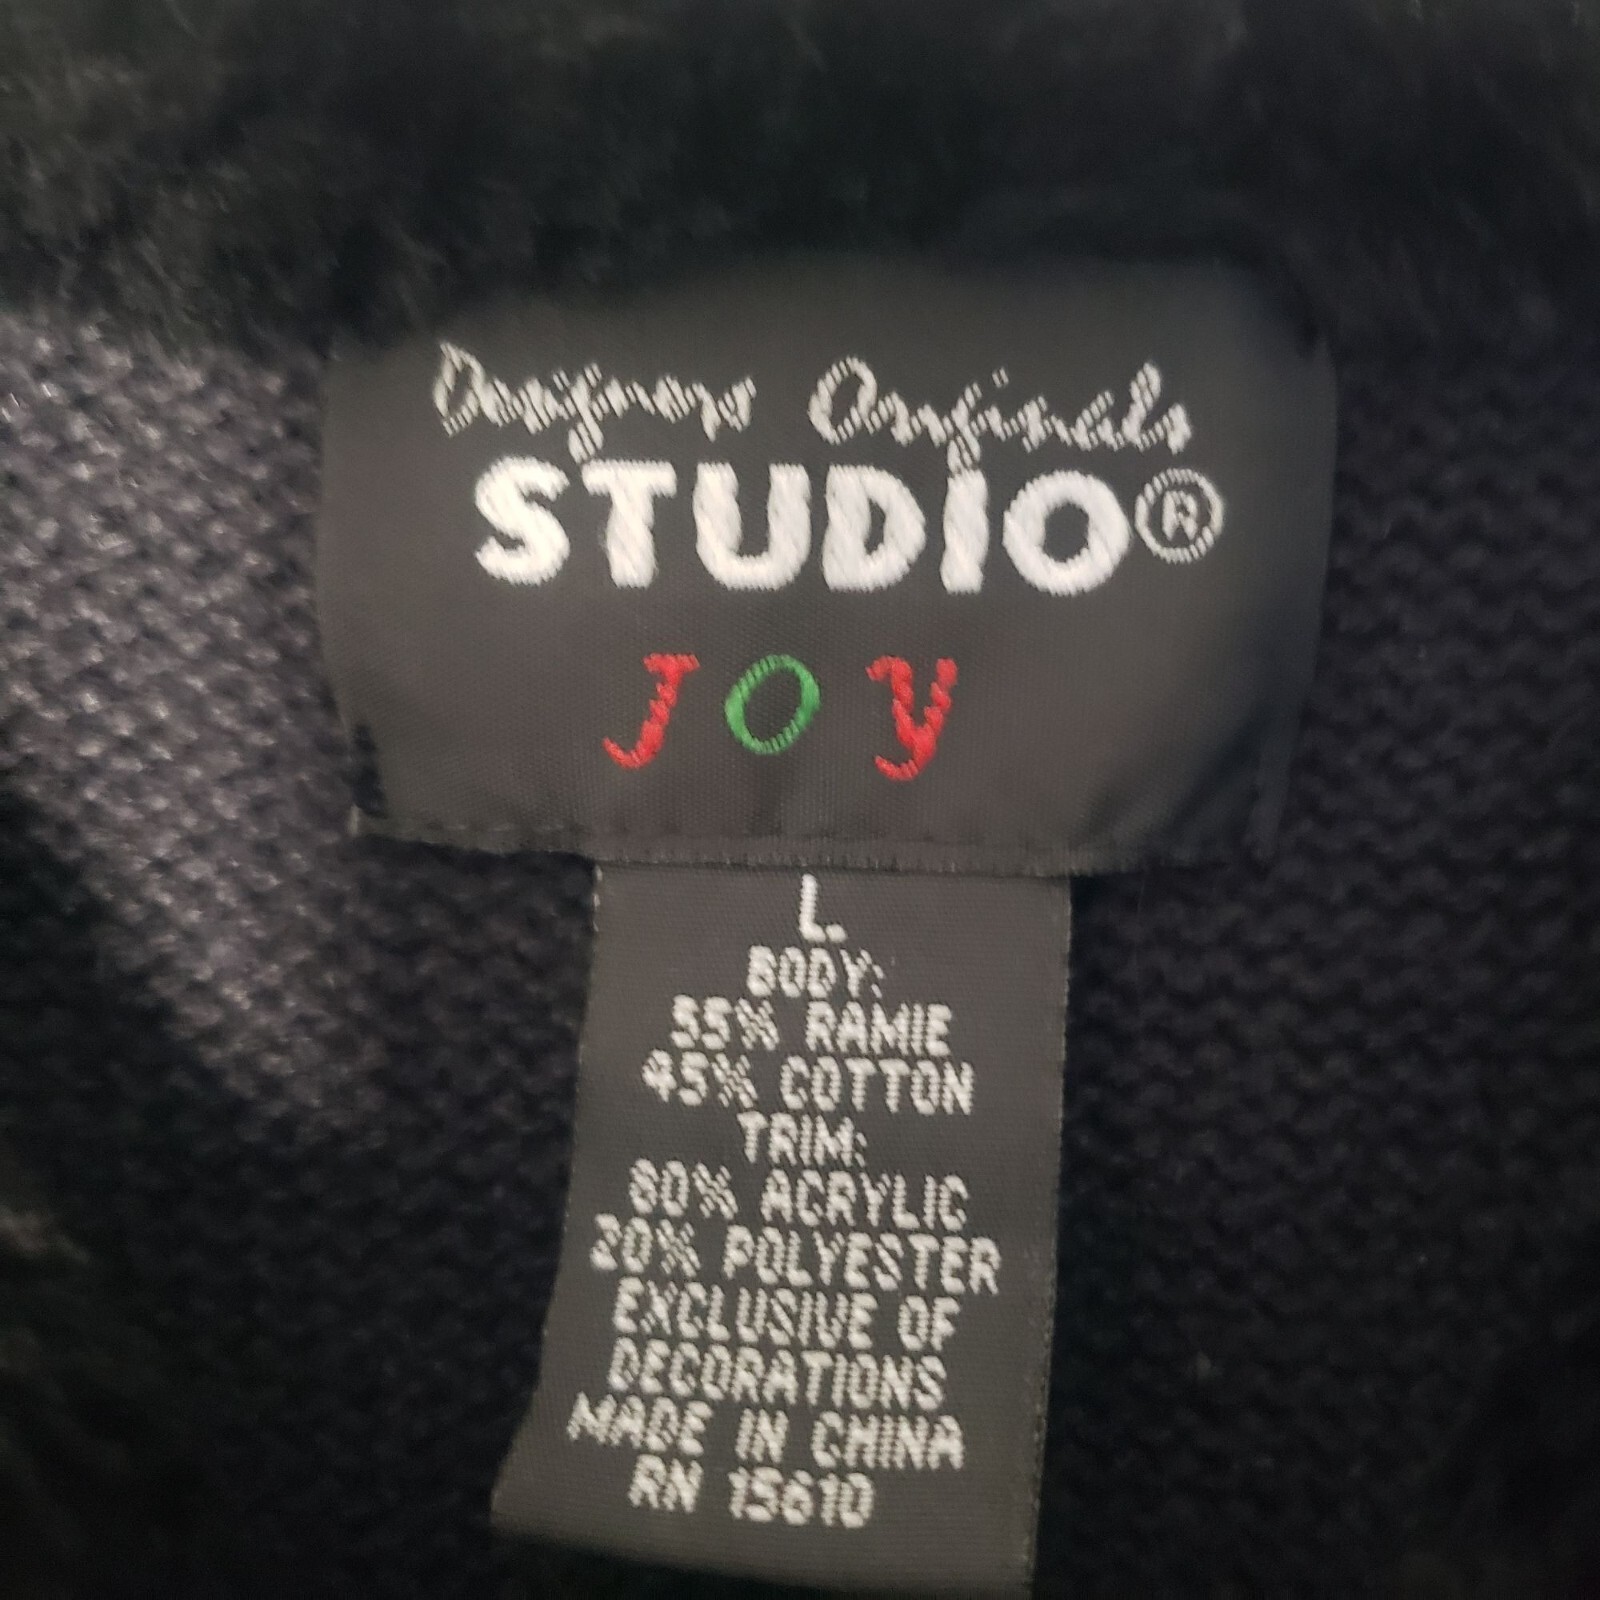 Designers Originals
STUDIO®
JOY
L.
BODY:
55% RAMIE
45% COTTON
TRIM:
80% ACRYLIC
20% POLYESTER
EXCLUSIVE OF
DECORATIONS
MADE IN CHINA
RN 15610